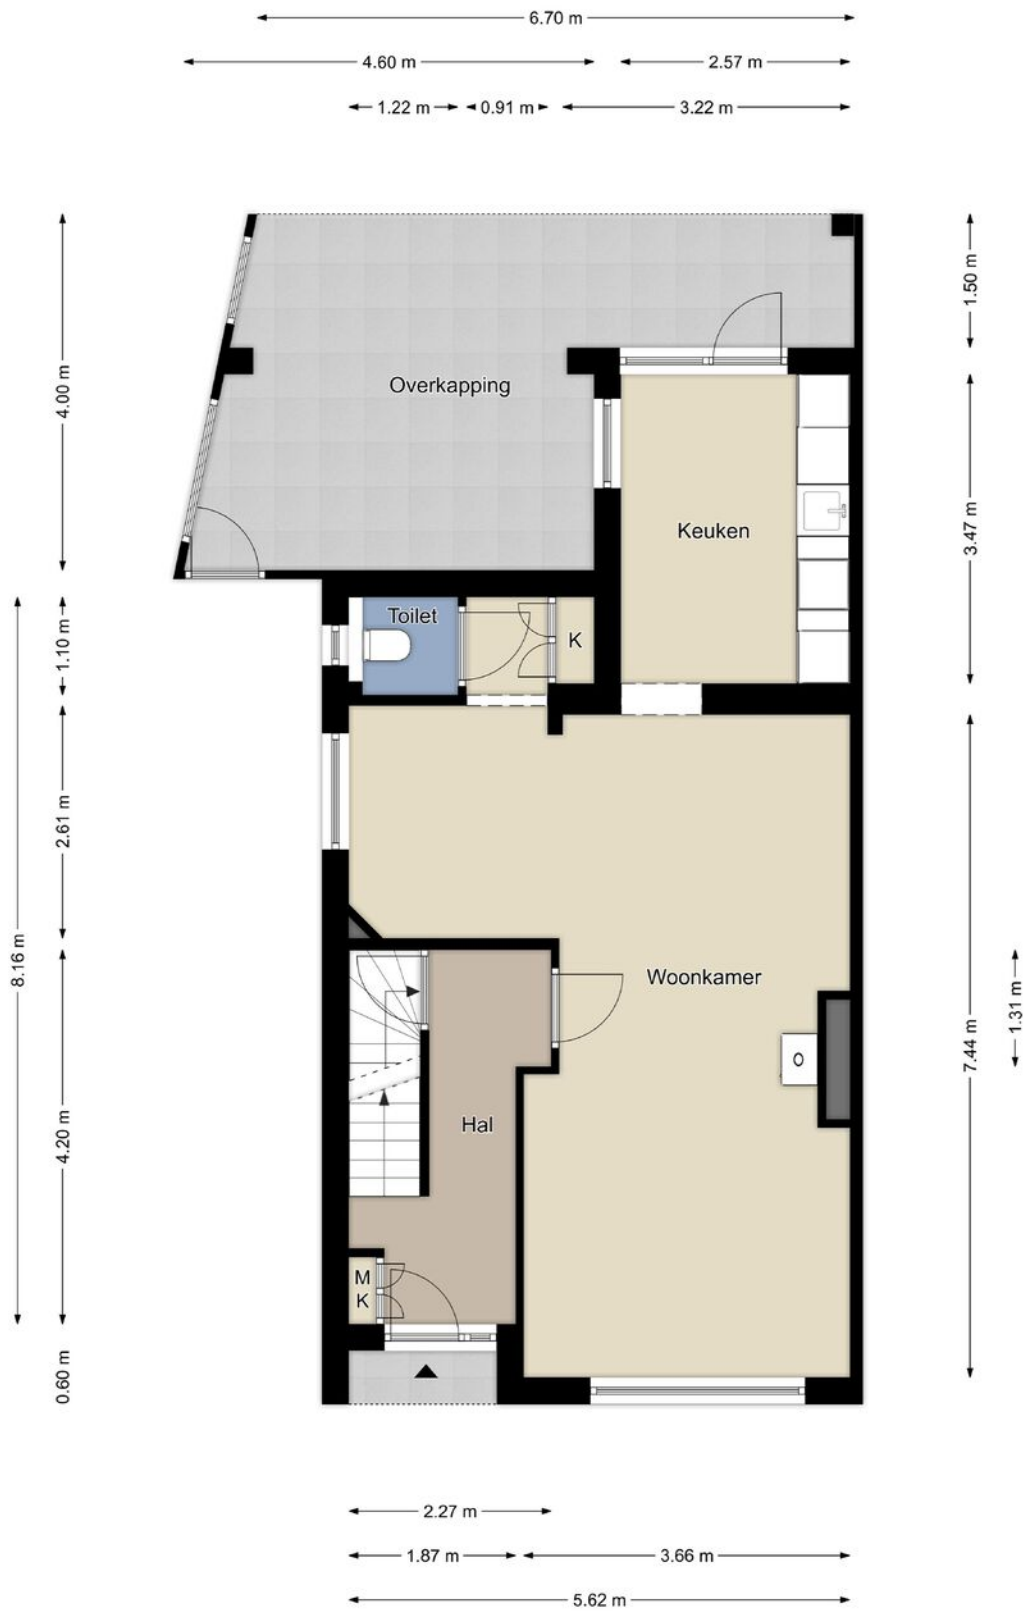 6.70 m
4.60 m
2.57 m
1.22 m
0.91 m
3.22 m
4.00 m
1.50 m
Overkapping
Keuken
3.47 m
1.10 m
Toilet
K
2.61 m
8.16 m
Woonkamer
1.31 m
7.44 m
4.20 m
Hal
M
K
0.60 m
2.27 m
1.87 m
3.66 m
5.62 m